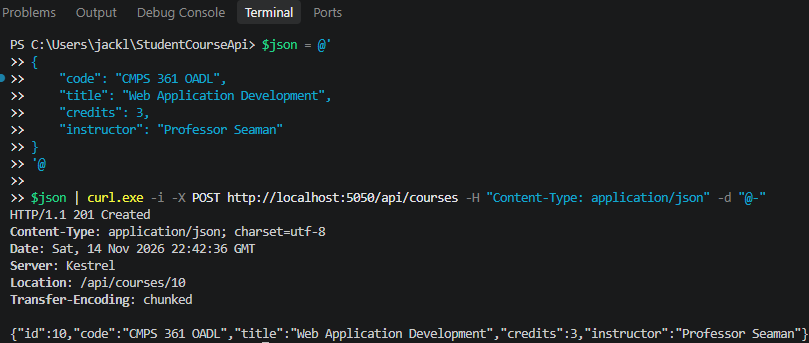 Problems Output Debug Console Terminal Ports
PS C:\Users\jackl\StudentCourseApi> $json = @'
>> {
>>     "code": "CMPS 361 OADL",
>>     "title": "Web Application Development",
>>     "credits": 3,
>>     "instructor": "Professor Seaman"
>> }
>> '@
>>
>> $json | curl.exe -i -X POST http://localhost:5050/api/courses -H "Content-Type: application/json" -d "@-"
HTTP/1.1 201 Created
Content-Type: application/json; charset=utf-8
Date: Sat, 14 Nov 2026 22:42:36 GMT
Server: Kestrel
Location: /api/courses/10
Transfer-Encoding: chunked

{"id":10,"code":"CMPS 361 OADL","title":"Web Application Development","credits":3,"instructor":"Professor Seaman"}